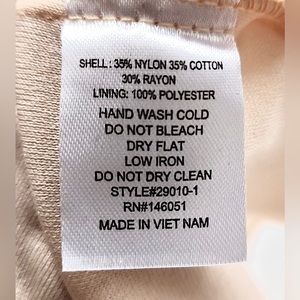 SHELL: 35% NYLON 35% COTTON
30% RAYON
LINING: 100% POLYESTER
HAND WASH COLD
DO NOT BLEACH
DRY FLAT
LOW IRON
DO NOT DRY CLEAN
STYLE#29010-1
RN#146051
MADE IN VIET NAM